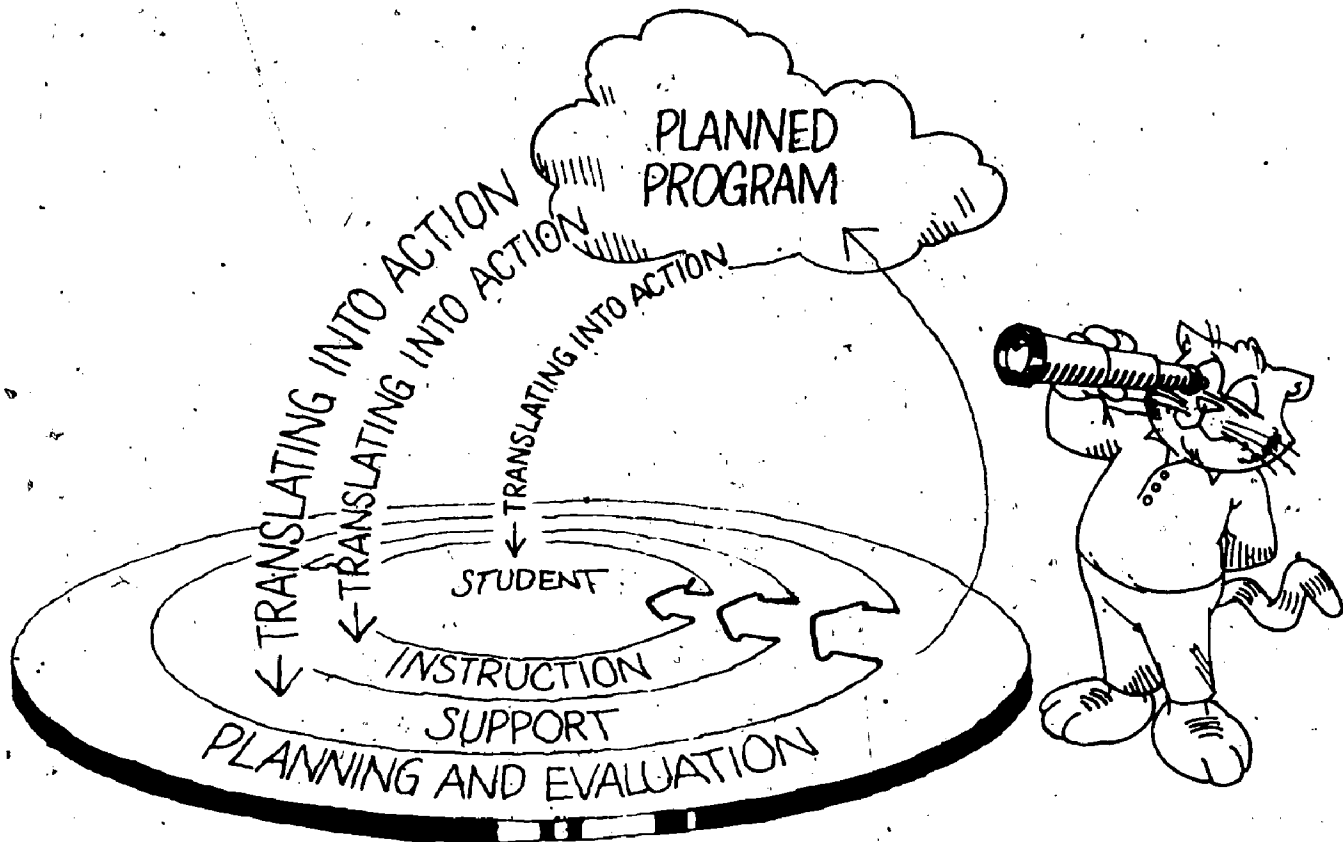 PLANNED
PROGRAM
TRANSLATING INTO ACTION
TRANSLATING INTO ACTION
TRANSLATING INTO ACTION
STUDENT
INSTRUCTION
SUPPORT
PLANNING AND EVALUATION